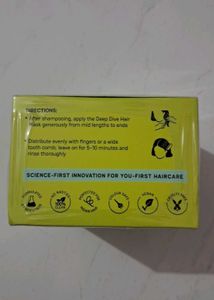 DIRECTIONS:
• After shampooing, apply the Deep Dive Hair
Mask generously from mid lengths to ends
• Distribute evenly with fingers or a wide
tooth comb, leave on for 5-10 minutes and
rinse thoroughly
SCIENCE-FIRST INNOVATION FOR YOU-FIRST HAIRCARE
VEGAN